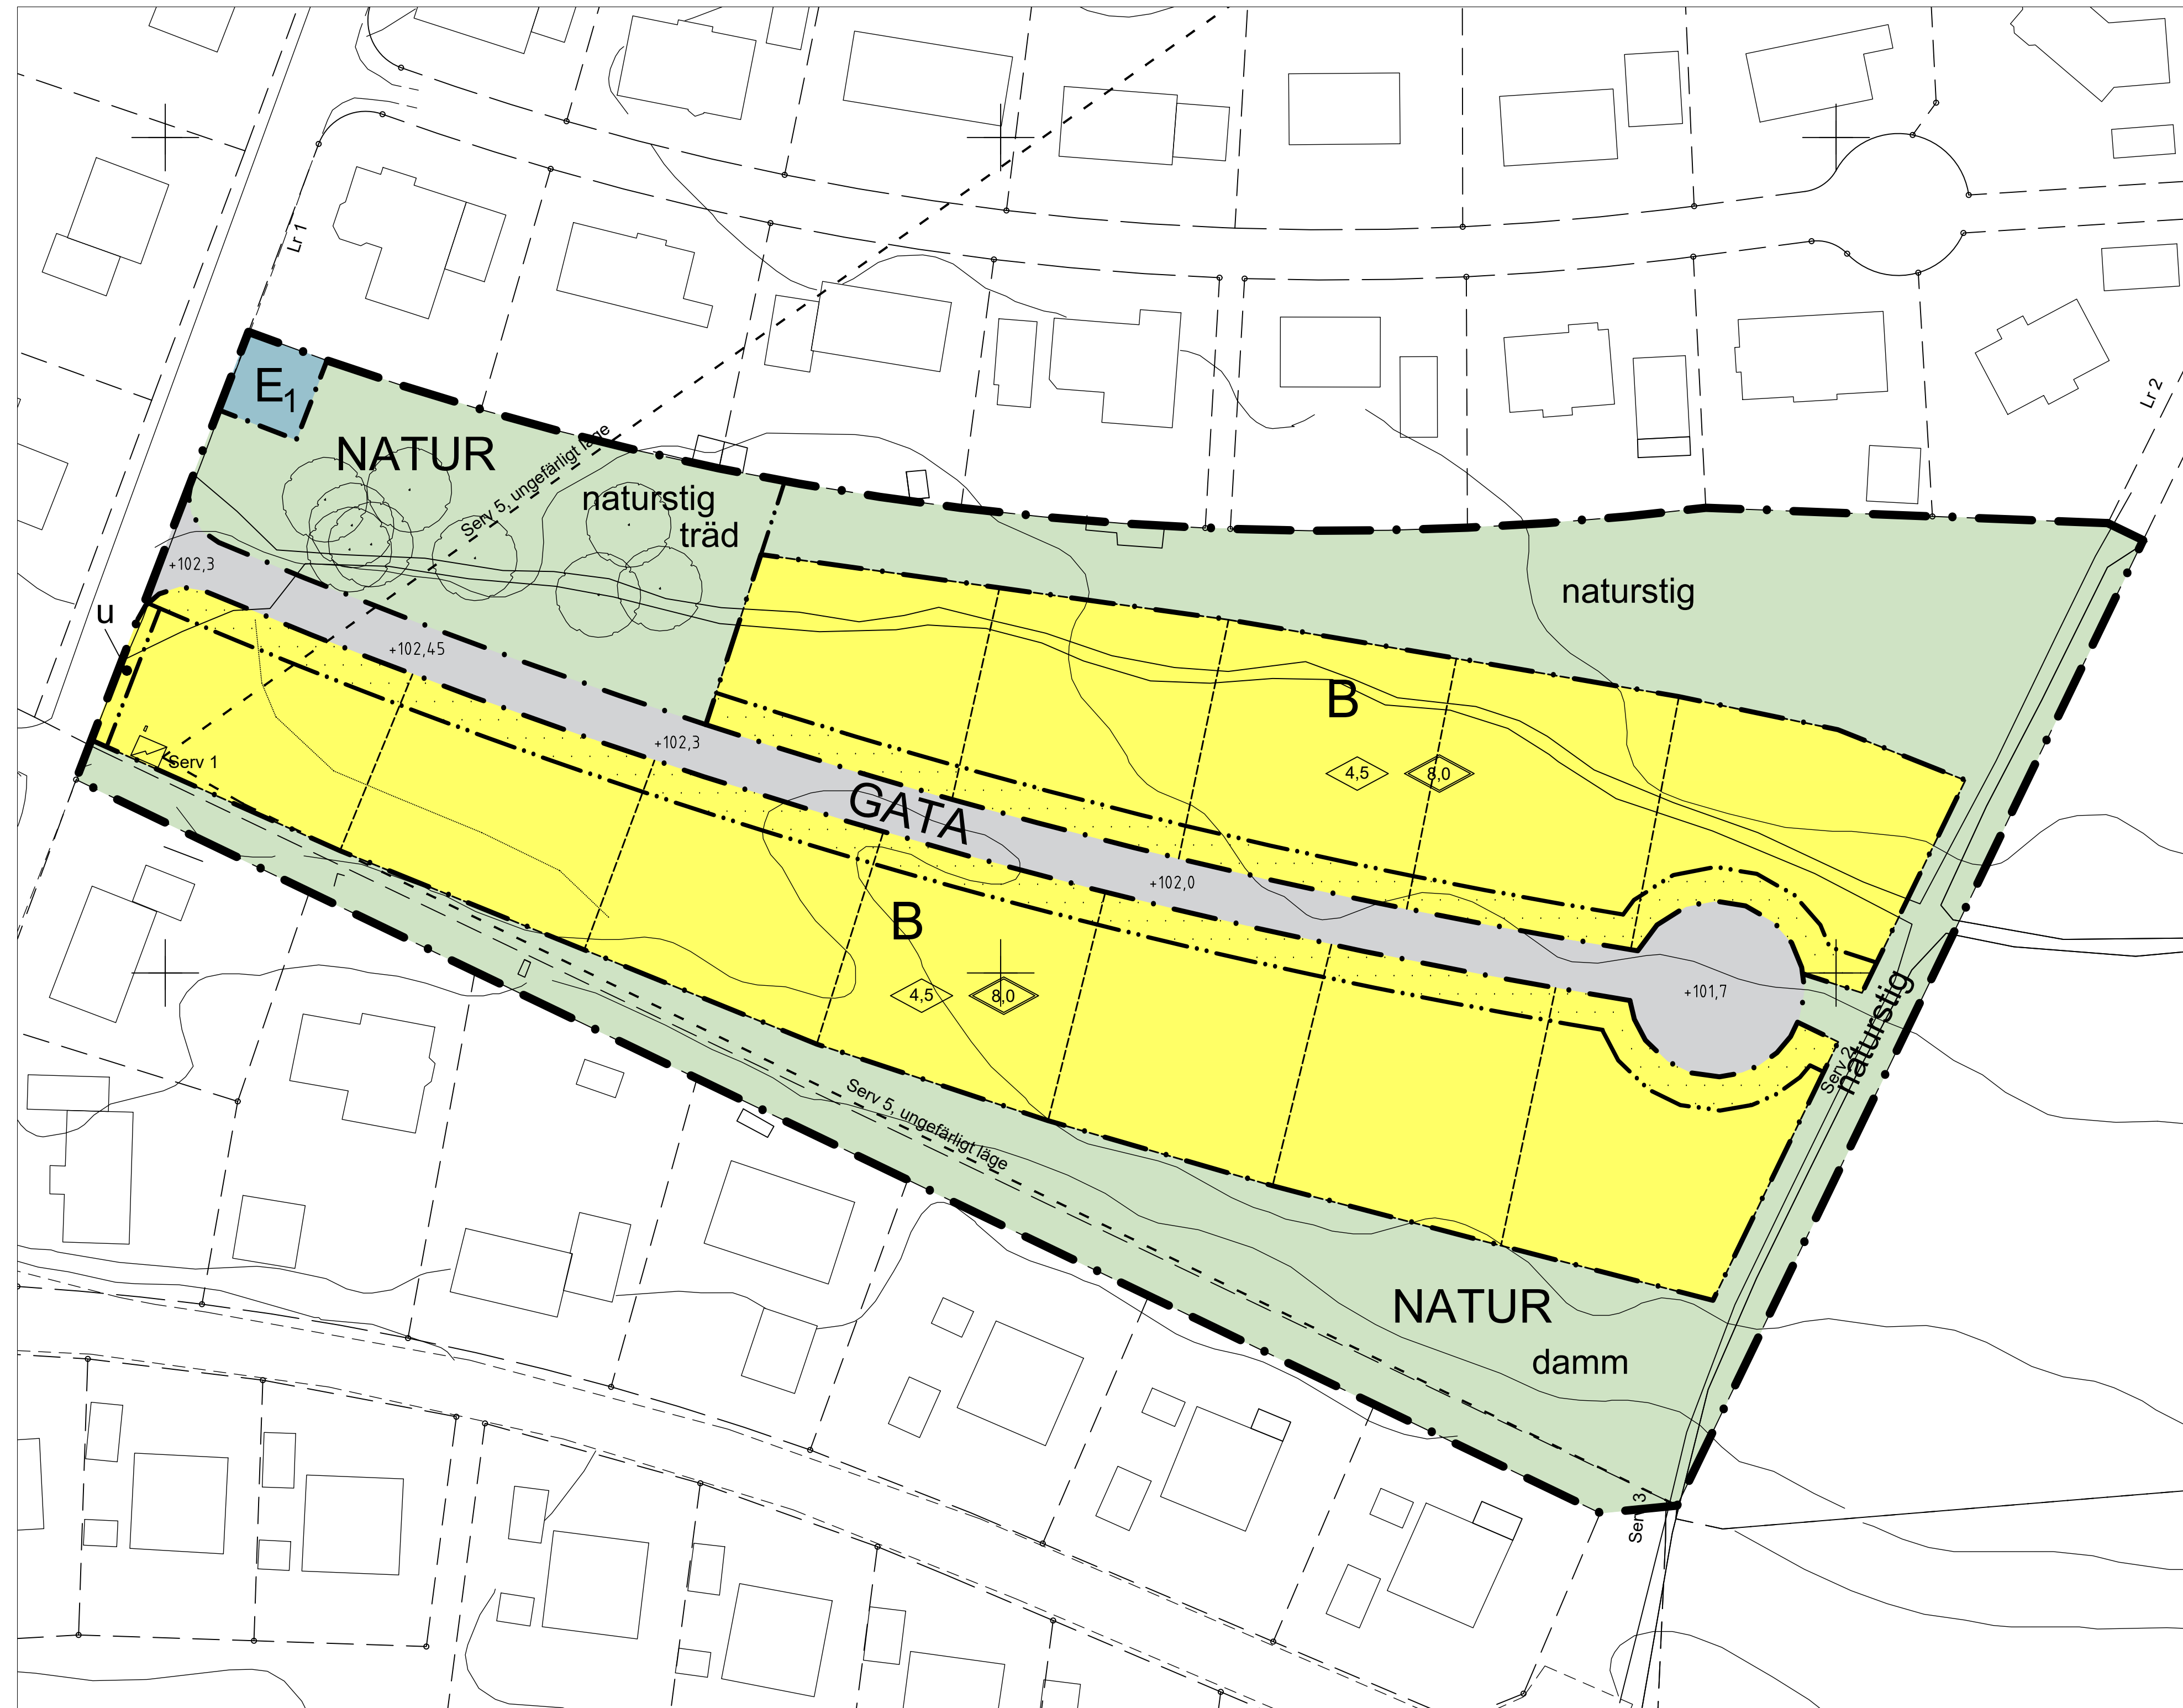 Lr 1
E1
Lr 2
NATUR
Serv 5, ungefärligt läge
naturstig
träd
+102,3
naturstig
u
+102,45
B
+102,3
Serv 1
4,5
8,0
GATA
+102,0
B
4,5
8,0
+101,7
naturstig
Serv 2
Serv 5, ungefärligt läge
NATUR
damm
Serv 3